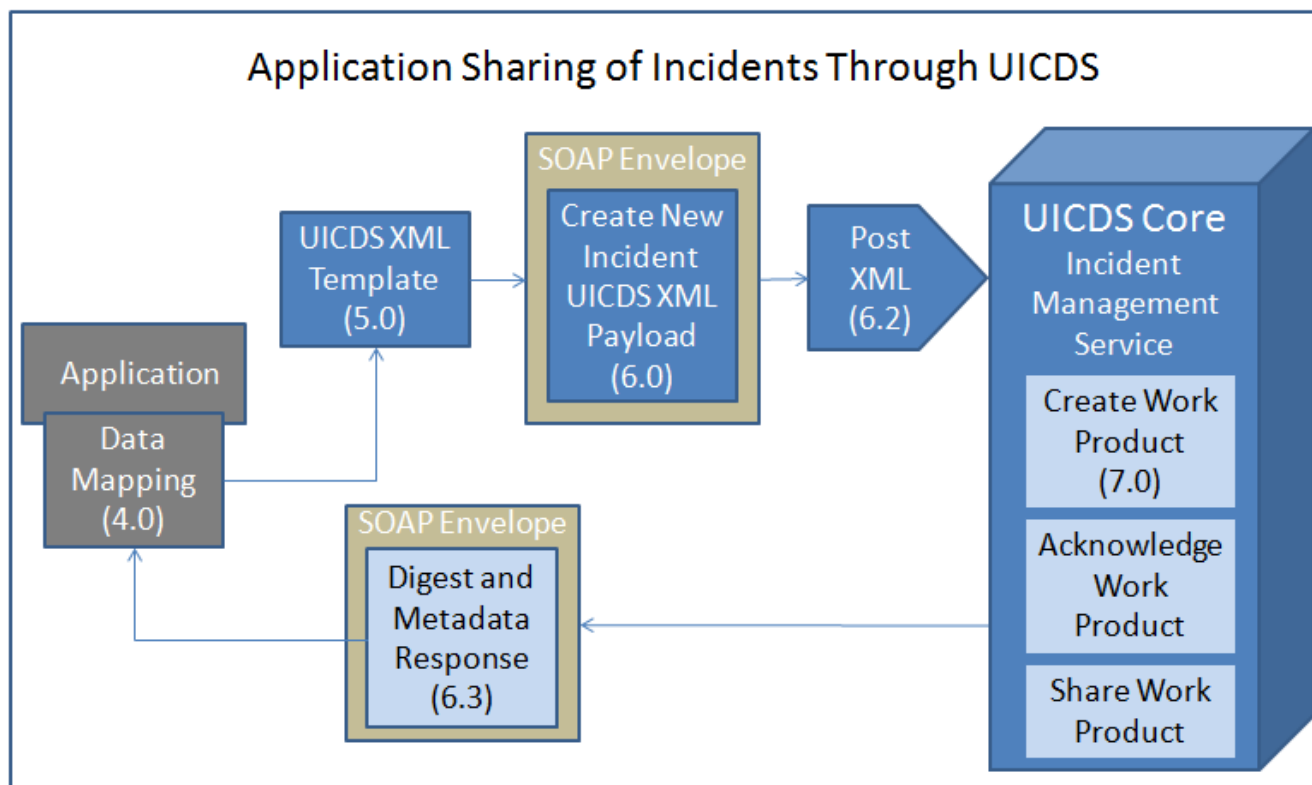 Application Sharing of Incidents Through UICDS
Application
Data
Mapping
(4.0)
UICDS XML
Template
(5.0)
SOAP Envelope
Create New
Incident
UICDS XML
Payload
(6.0)
Post
XML
(6.2)
UICDS Core
Incident
Management
Service
Create Work
Product
(7.0)
Acknowledge
Work
Product
Share Work
Product
SOAP Envelope
Digest and
Metadata
Response
(6.3)